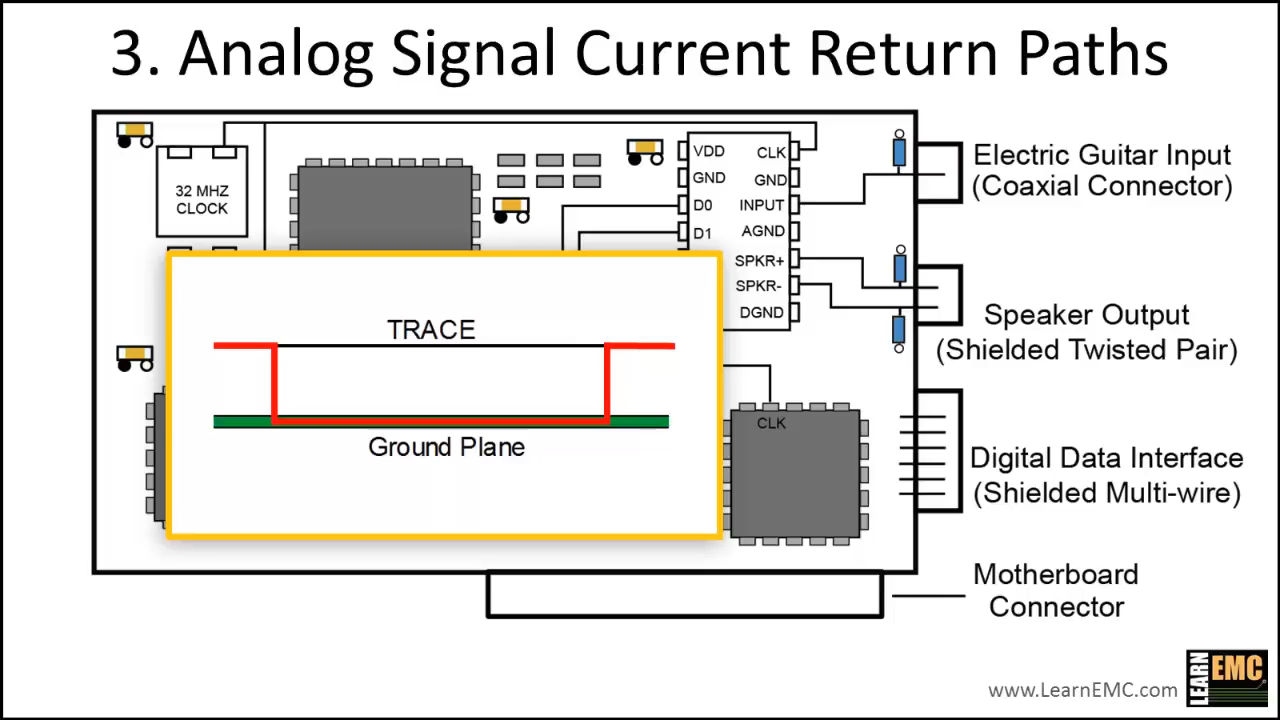 3. Analog Signal Current Return Paths
32 MHZ
CLOCK
VDD
CLK
GND
GND
D0
INPUT
D1
AGND
SPKR+
SPKR-
DGND
Electric Guitar Input
(Coaxial Connector)
Speaker Output
(Shielded Twisted Pair)
TRACE
Ground Plane
CLK
Digital Data Interface
(Shielded Multi-wire)
Motherboard
Connector
www.LearnEMC.com
LEARN
EMC